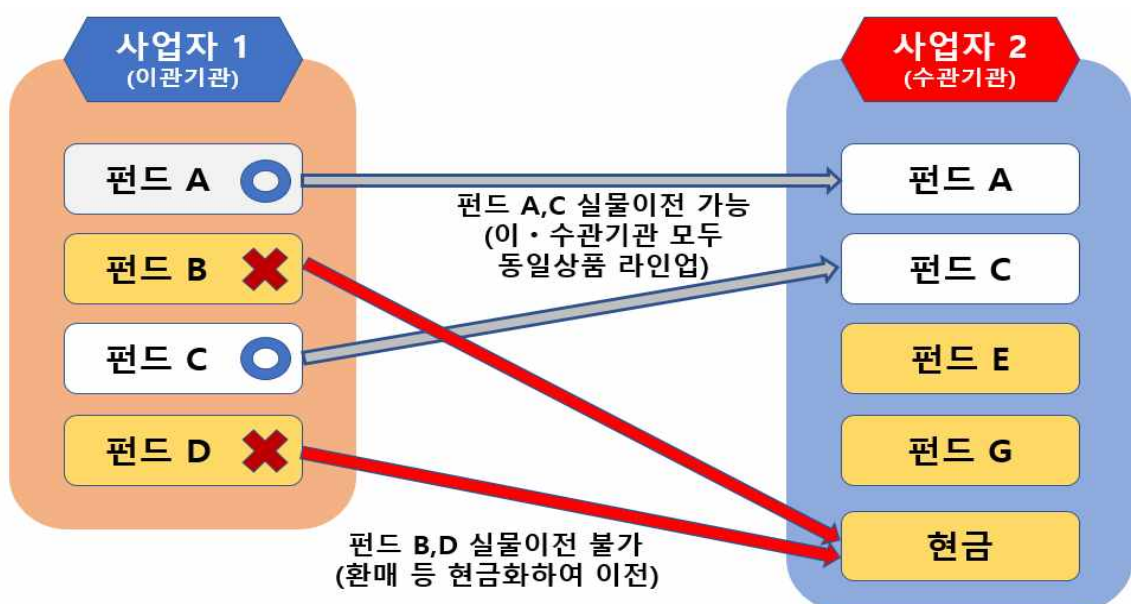 사업자 1
(이관기관)
사업자 2
(수관기관)
펀드 A
펀드 B
펀드 C
펀드 D
펀드 A,C 실물이전 가능
(이・수관기관 모두
동일상품 라인업)
펀드 B,D 실물이전 불가
(환매 등 현금화하여 이전)
펀드 A
펀드 C
펀드 E
펀드 G
현금